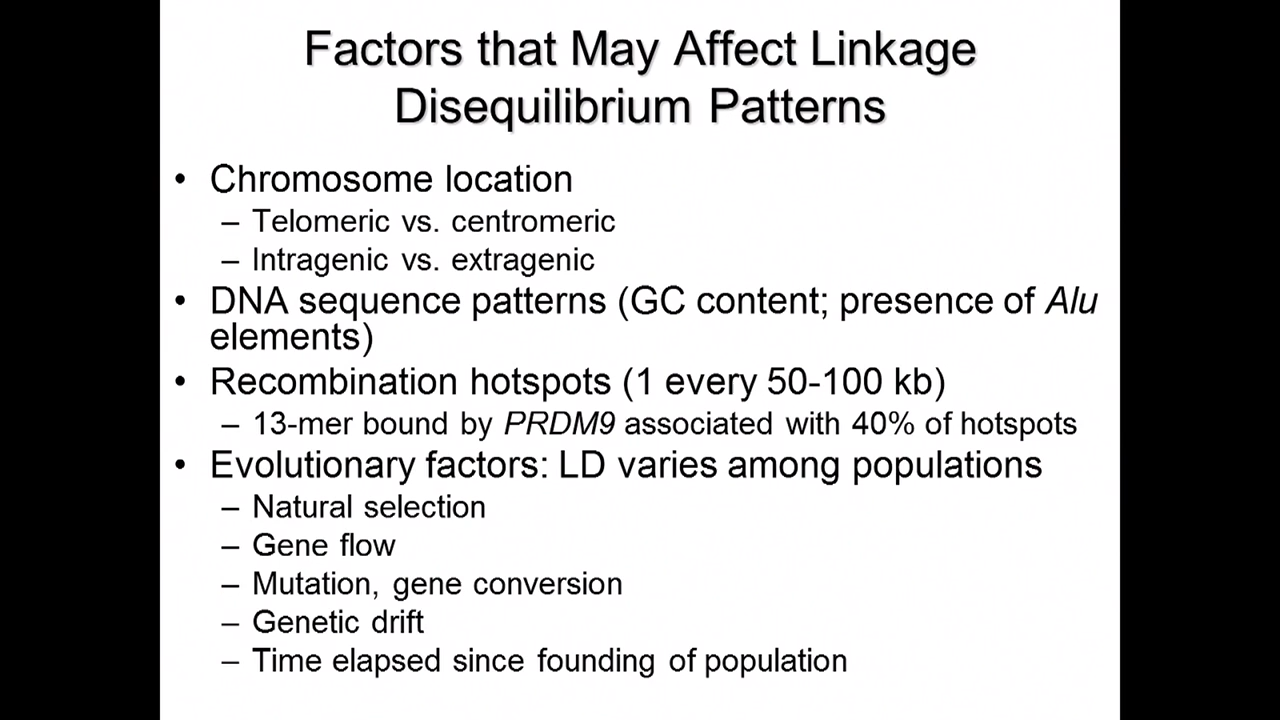 Factors that May Affect Linkage
Disequilibrium Patterns
• Chromosome location
– Telomeric vs. centromeric
– Intragenic vs. extragenic
• DNA sequence patterns (GC content; presence of Alu
elements)
• Recombination hotspots (1 every 50-100 kb)
– 13-mer bound by PRDM9 associated with 40% of hotspots
• Evolutionary factors: LD varies among populations
– Natural selection
– Gene flow
– Mutation, gene conversion
– Genetic drift
– Time elapsed since founding of population